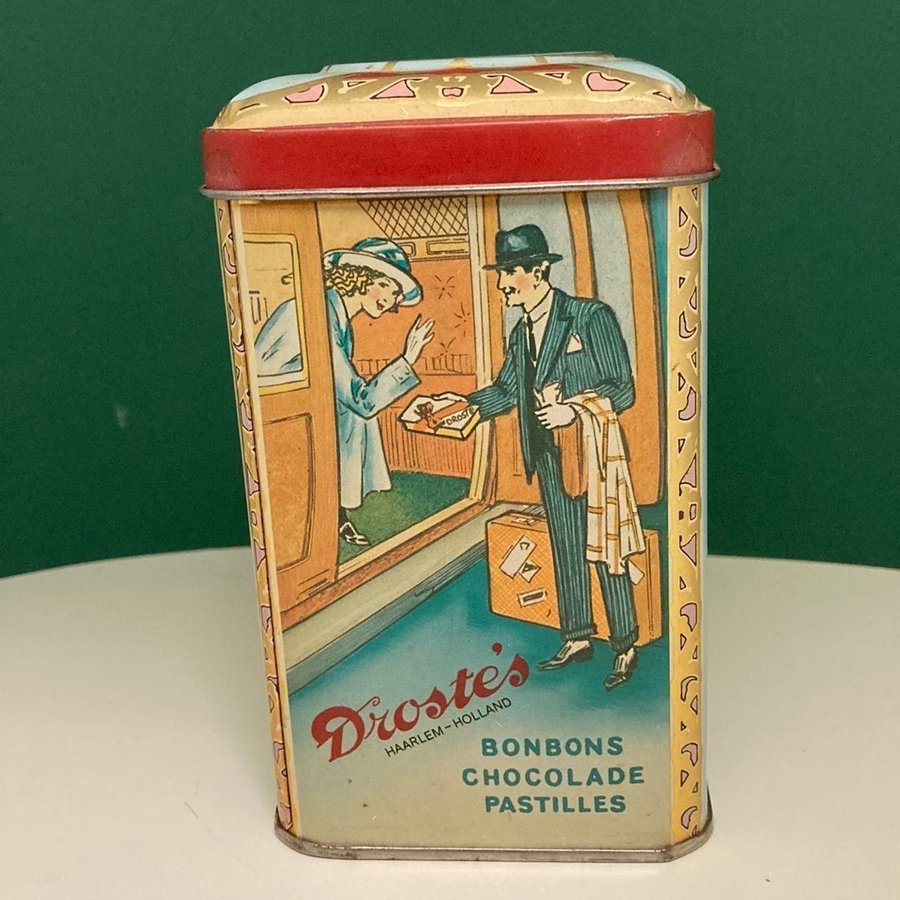 DROSTE
Droste's
HAARLEM-HOLLAND
BONBONS
CHOCOLADE
PASTILLES